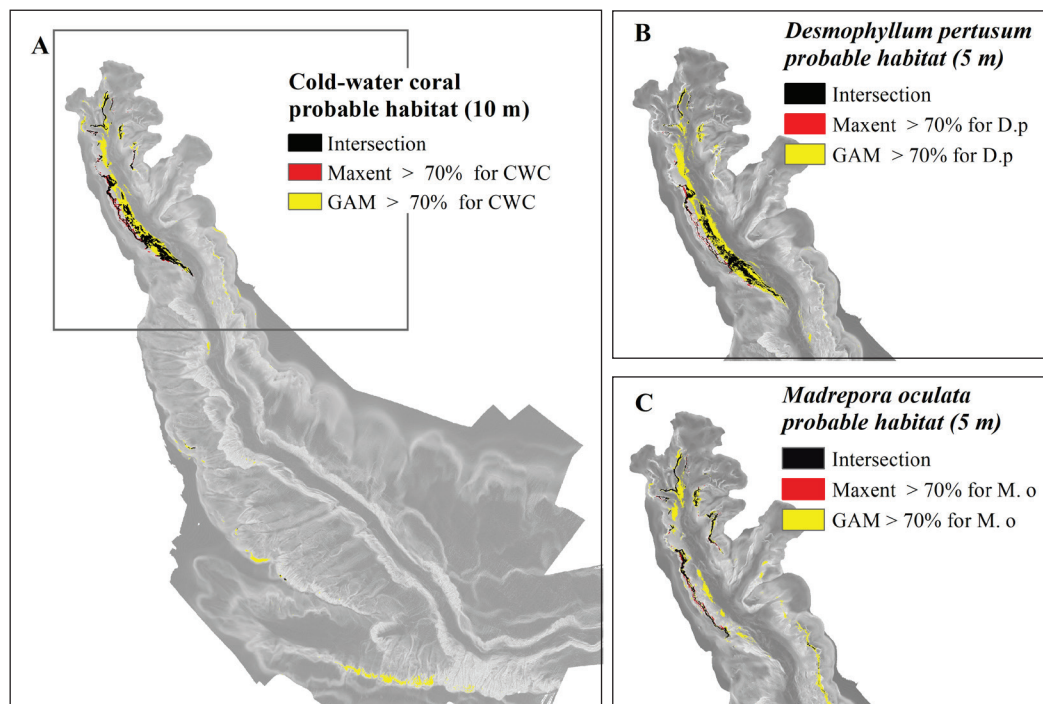 A
Cold-water coral
probable habitat (10 m)
Intersection
Maxent > 70% for CWC
GAM > 70% for CWC
B
Desmophyllum pertusum
probable habitat (5 m)
Intersection
Maxent > 70% for D.p
GAM > 70% for D.p
C
Madrepora oculata
probable habitat (5 m)
Intersection
Maxent > 70% for M. o
GAM > 70% for M. o